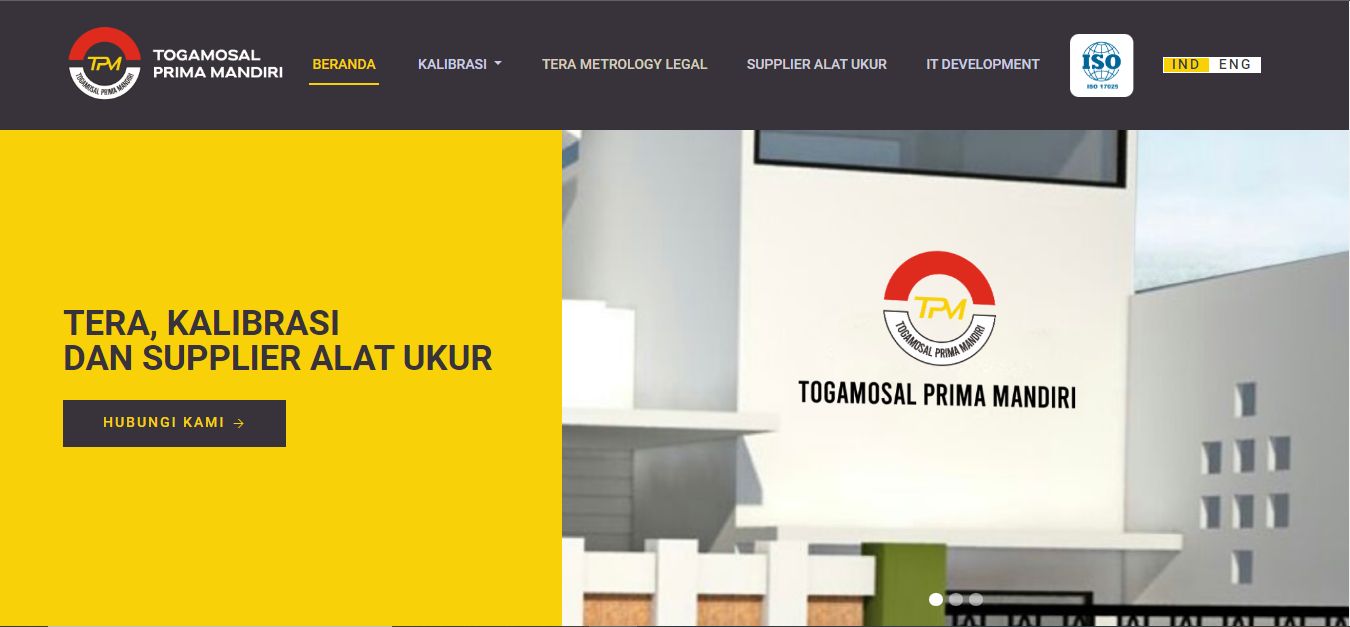 TPM
TOGAMOSAL PRIMA MANDIRI
TOGAMOSAL
PRIMA MANDIRI
BERANDA
KALIBRASI
TERA METROLOGY LEGAL
SUPPLIER ALAT UKUR
IT DEVELOPMENT
ISO
ISO 17025
IND
ENG
TERA, KALIBRASI
DAN SUPPLIER ALAT UKUR
HUBUNGI KAMI →
TPM
TOGAMOSAL PRIMA MANDIRI
TOGAMOSAL PRIMA MANDIRI